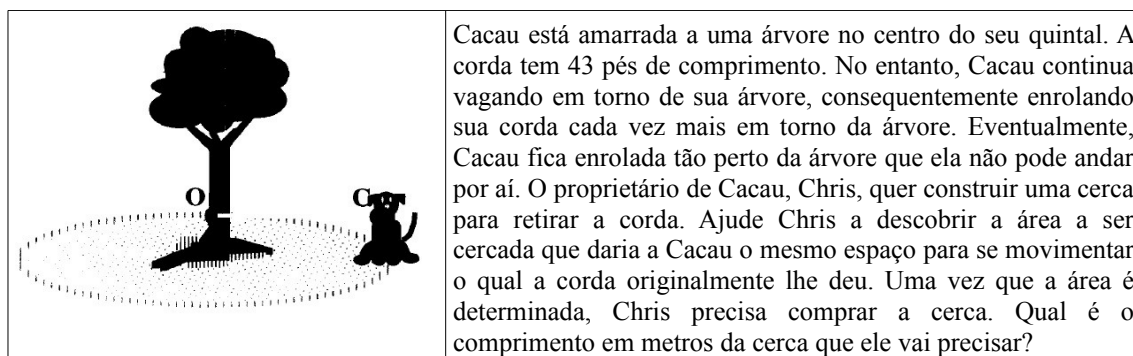 O
C
Cacau está amarrada a uma árvore no centro do seu quintal. A
corda tem 43 pés de comprimento. No entanto, Cacau continua
vagando em torno de sua árvore, consequentemente enrolando
sua corda cada vez mais em torno da árvore. Eventualmente,
Cacau fica enrolada tão perto da árvore que ela não pode andar
por aí. O proprietário de Cacau, Chris, quer construir uma cerca
para retirar a corda. Ajude Chris a descobrir a área a ser
cercada que daria a Cacau o mesmo espaço para se movimentar
o qual a corda originalmente lhe deu. Uma vez que a área é
determinada, Chris precisa comprar a cerca. Qual é o
comprimento em metros da cerca que ele vai precisar?